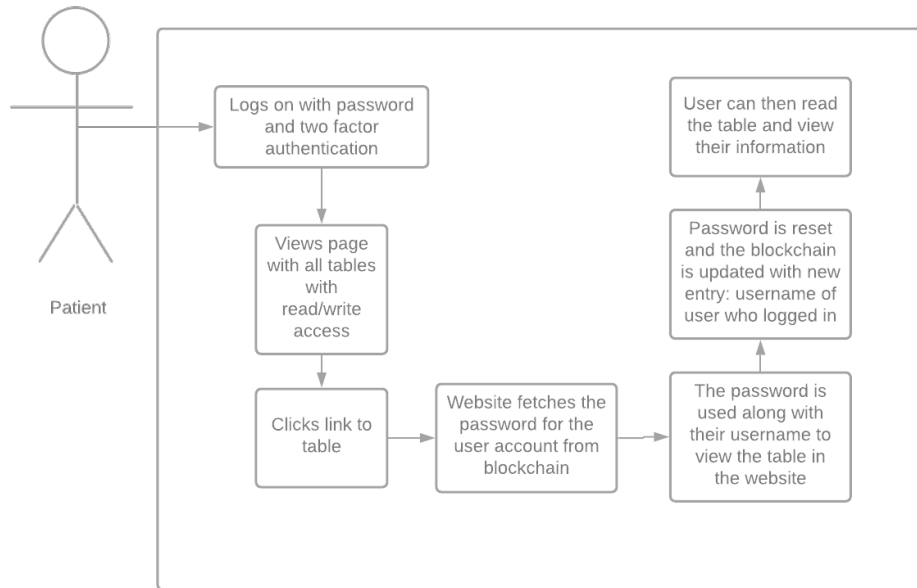 Logs on with password
and two factor
authentication
Views page
with all tables
with
read/write
access
Clicks link to
table
Website fetches the
password for the
user account from
blockchain
The password is
used along with
their username to
view the table in
the website
Password is reset
and the blockchain
is updated with new
entry: username of
user who logged in
User can then read
the table and view
their information
Patient